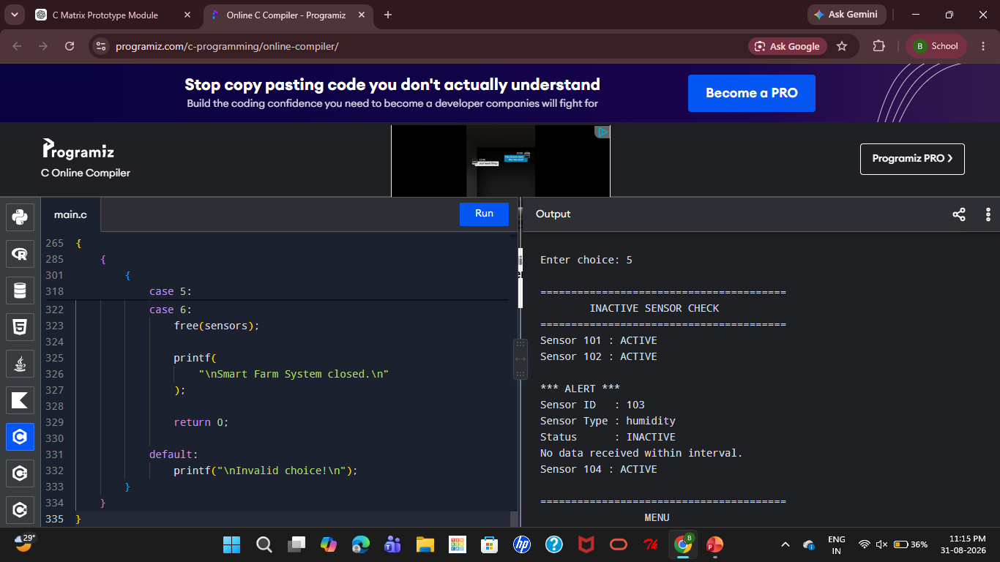 C Matrix Prototype Module
Online C Compiler - Programiz
Ask Gemini
programiz.com/c-programming/online-compiler/
Ask Google
B School
Stop copy pasting code you don't actually understand
Build the coding confidence you need to become a developer companies will fight for
Become a PRO
Programiz
C Online Compiler
Programiz PRO >
main.c
Run
Output
265 {
285 {
301 {
318 case 5:
322 case 6:
323 free(sensors);
324
325 printf(
326 "\nSmart Farm System closed.\n"
327 );
328
329 return 0;
330
331 default:
332 printf("\nInvalid choice!\n");
333 }
334 }
335 }
Enter choice: 5
========================================
INACTIVE SENSOR CHECK
========================================
Sensor 101 : ACTIVE
Sensor 102 : ACTIVE
*** ALERT ***
Sensor ID   : 103
Sensor Type : humidity
Status      : INACTIVE
No data received within interval.
Sensor 104 : ACTIVE
========================================
MENU
29°
ENG
IN
36%
11:15 PM
31-08-2026